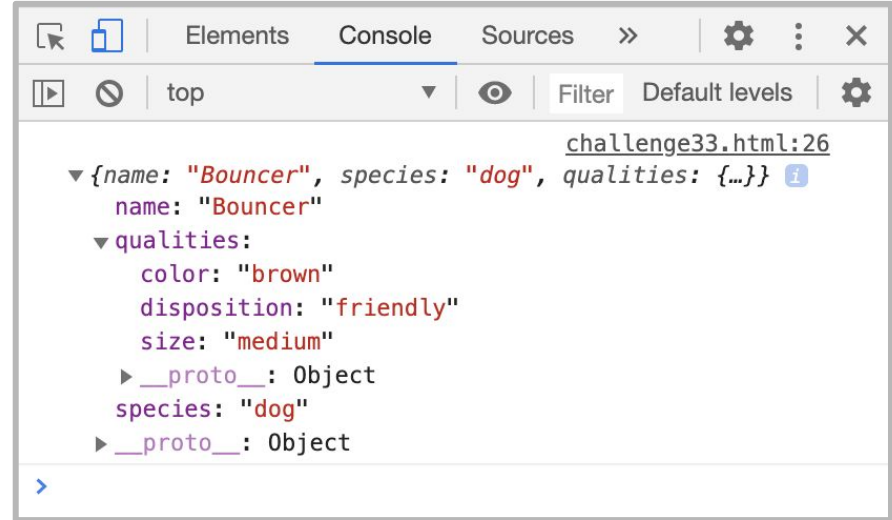 Elements Console Sources »
top Filter Default levels
challenge33.html:26
▼ {name: "Bouncer", species: "dog", qualities: {…}} i
name: "Bouncer"
▼ qualities:
color: "brown"
disposition: "friendly"
size: "medium"
▶ __proto__: Object
species: "dog"
▶ __proto__: Object
>